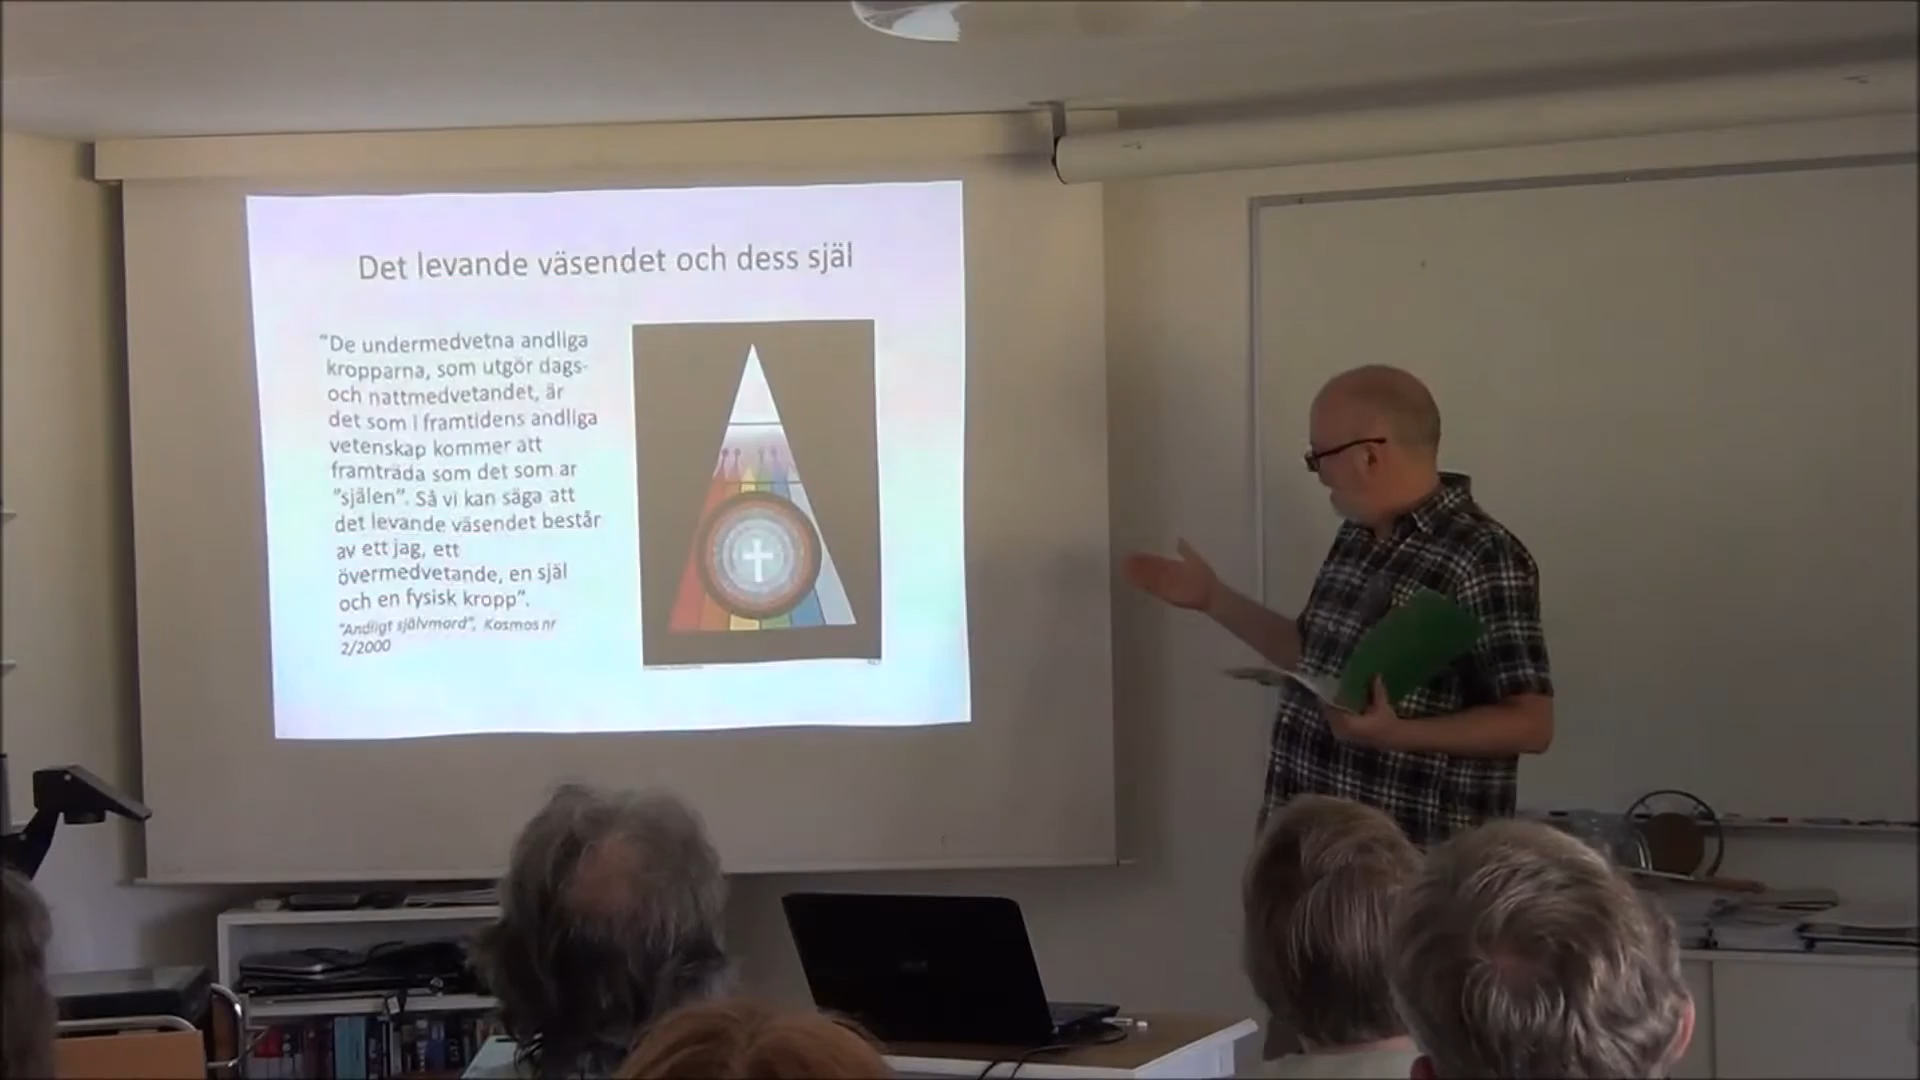 Det levande väsendet och dess själ
"De undermedvetna andliga
kropparna, som utgör dags-
och nattmedvetandet, är
det som i framtidens andliga
vetenskap kommer att
framträda som det som ar
"själen". Så vi kan säga att
det levande väsendet består
av ett jag, ett
övermedvetande, en själ
och en fysisk kropp".
"Andligt självmord", Kosmos nr
2/2000